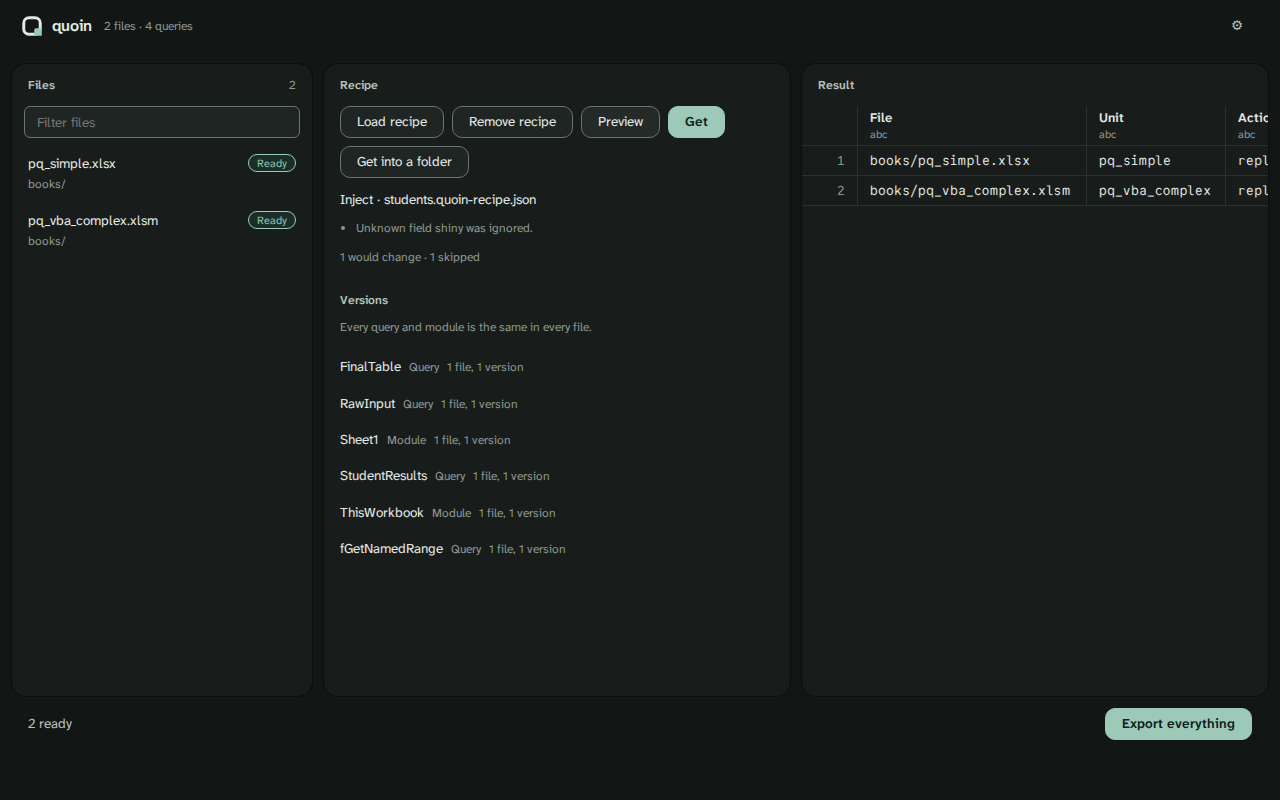 quoin 2 files · 4 queries
⚙
Files 2
Filter files
pq_simple.xlsx Ready
books/
pq_vba_complex.xlsm Ready
books/
Recipe
Load recipe Remove recipe Preview Get
Get into a folder
Inject · students.quoin-recipe.json
• Unknown field shiny was ignored.
1 would change · 1 skipped
Versions
Every query and module is the same in every file.
FinalTable Query 1 file, 1 version
RawInput Query 1 file, 1 version
Sheet1 Module 1 file, 1 version
StudentResults Query 1 file, 1 version
ThisWorkbook Module 1 file, 1 version
fGetNamedRange Query 1 file, 1 version
Result
File Unit Actic
abc abc abc
1 books/pq_simple.xlsx pq_simple repl
2 books/pq_vba_complex.xlsm pq_vba_complex repl
2 ready
Export everything